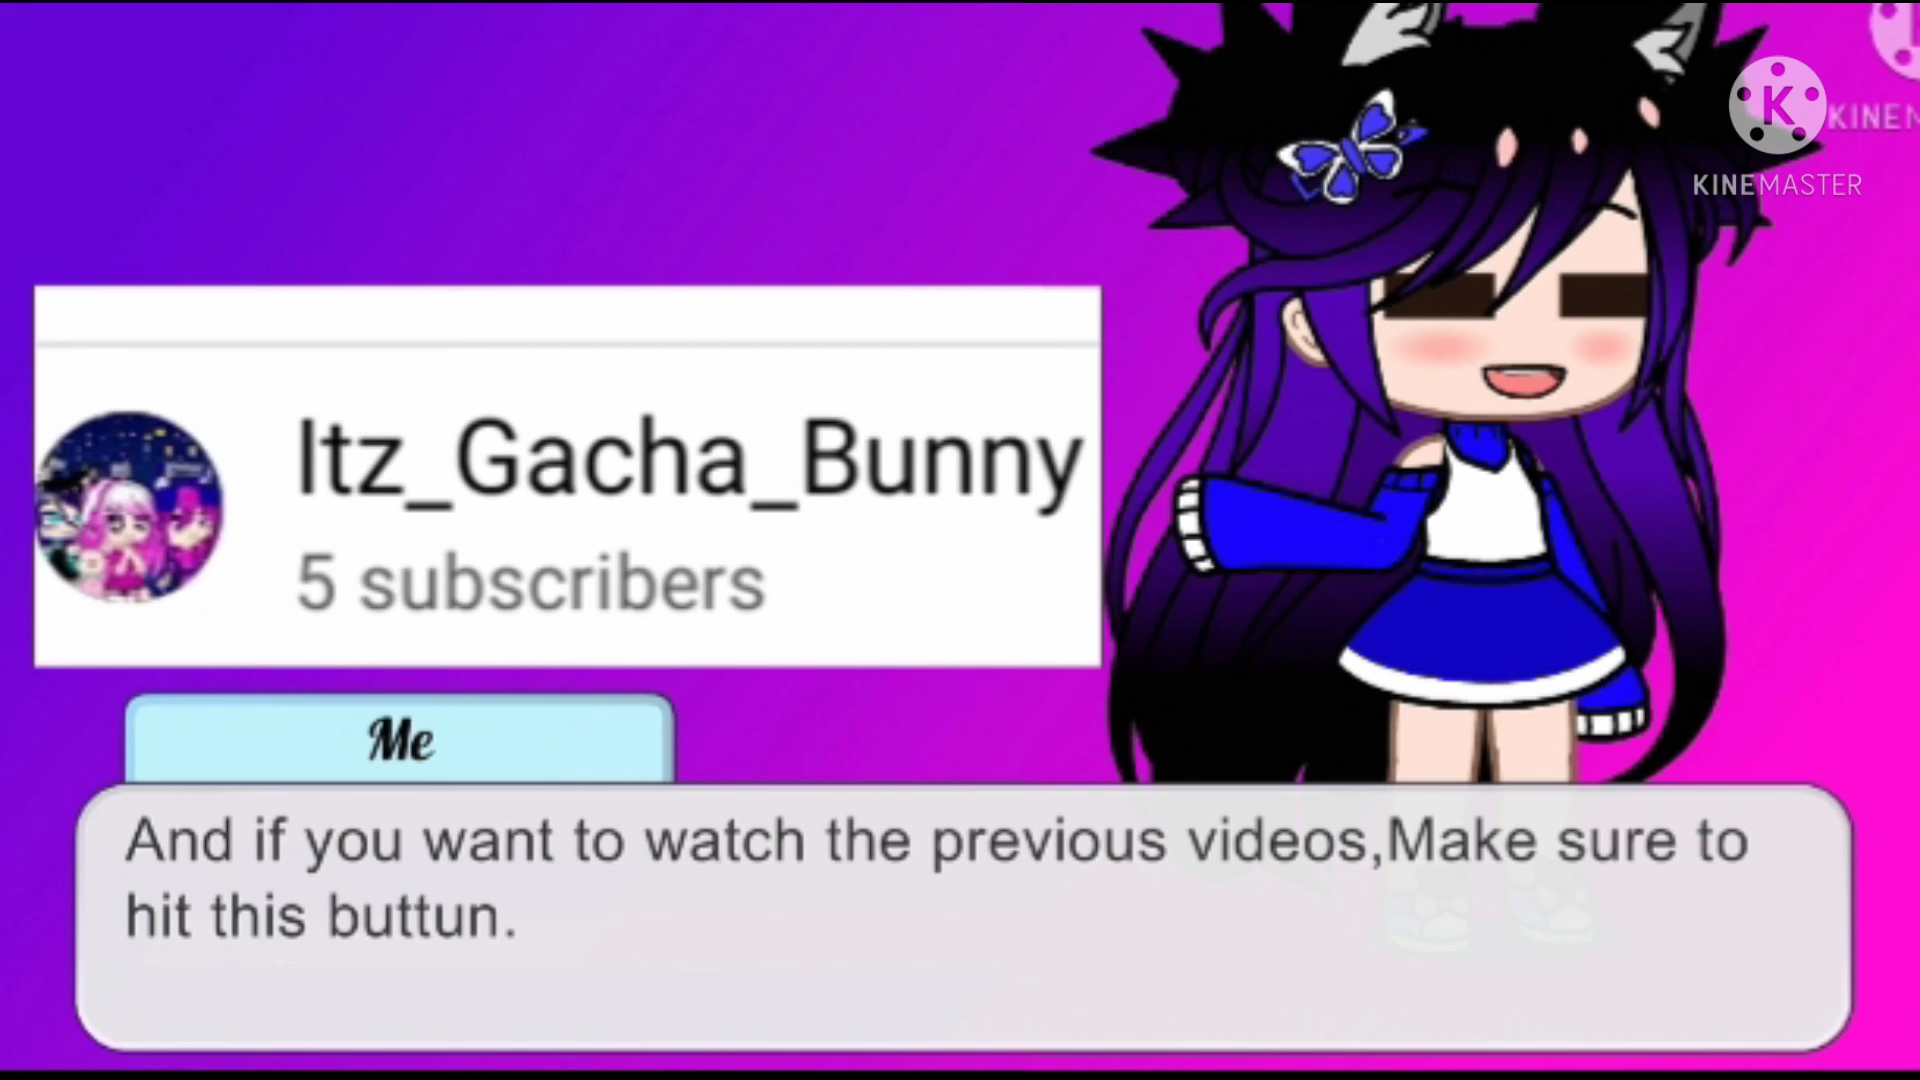 K
KINEMASTER
KINEM
Itz_Gacha_Bunny
5 subscribers
Me
And if you want to watch the previous videos,Make sure to
hit this buttun.